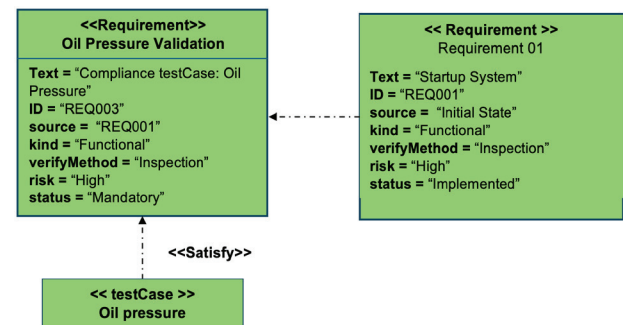 <<Requirement>>
Oil Pressure Validation
Text = “Compliance testCase: Oil
Pressure”
ID = “REQ003”
source = “REQ001”
kind = “Functional”
verifyMethod = “Inspection”
risk = “High”
status = “Mandatory”
<< Requirement >>
Requirement 01
Text = “Startup System”
ID = “REQ001”
source = “Initial State”
kind = “Functional”
verifyMethod = “Inspection”
risk = “High”
status = “Implemented”
<<Satisfy>>
<< testCase >>
Oil pressure